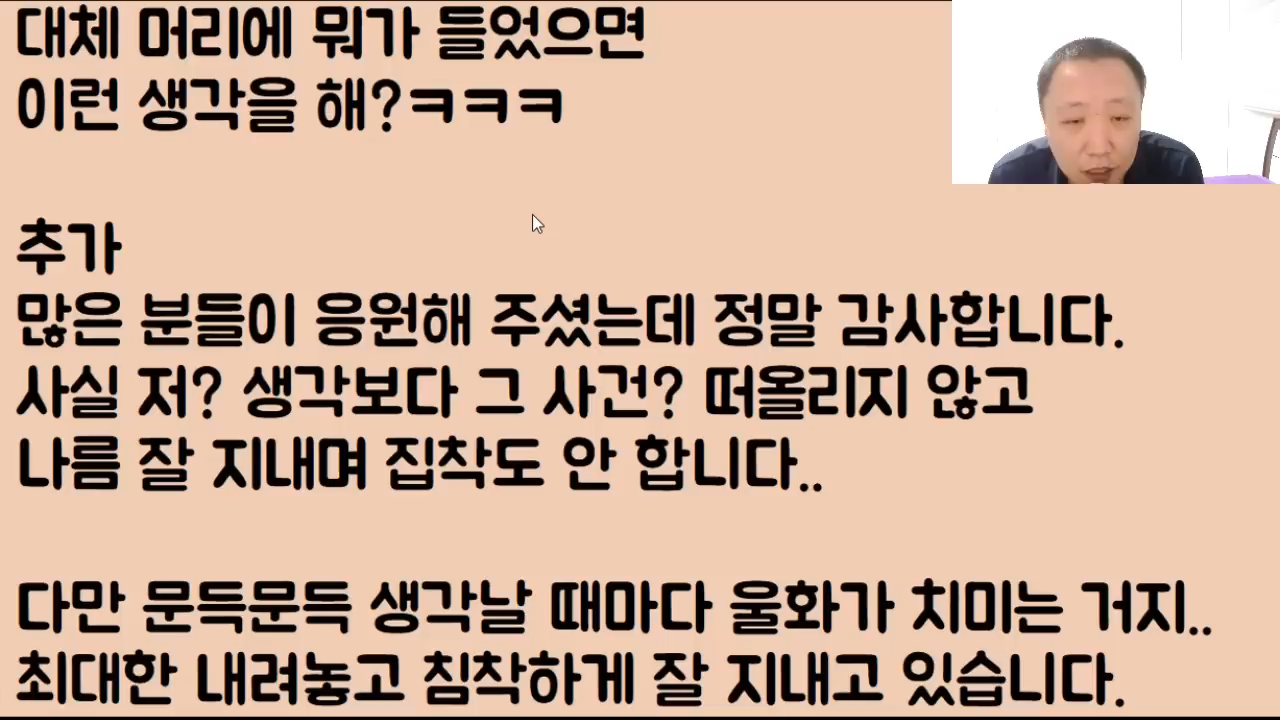 대체 머리에 뭐가 들었으면
이런 생각을 해?ㅋㅋㅋ
추가
많은 분들이 응원해 주셨는데 정말 감사합니다.
사실 저? 생각보다 그 사건? 떠올리지 않고
나름 잘 지내며 집착도 안 합니다..
다만 문득문득 생각날 때마다 울화가 치미는 거지..
최대한 내려놓고 침착하게 잘 지내고 있습니다.